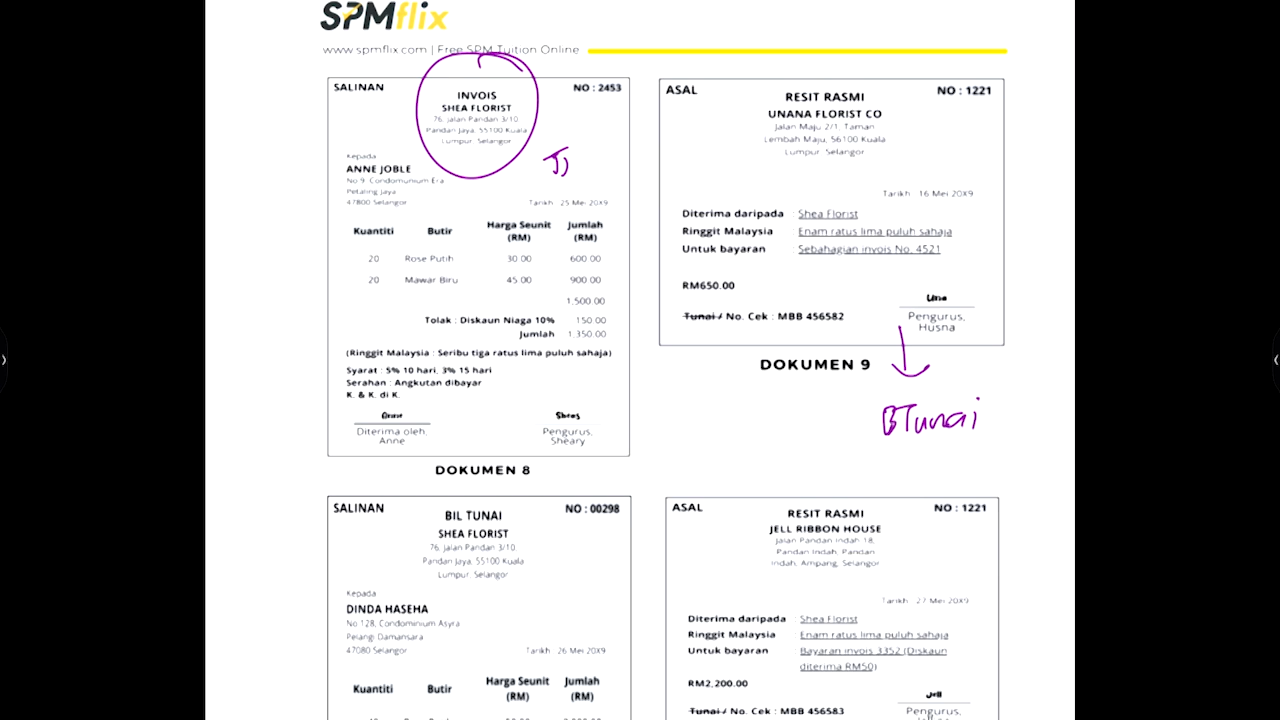 SPMflix
www.spmflix.com | Free SPM Tuition Online
SALINAN
NO : 2453
INVOIS
SHEA FLORIST
76, Jalan Pandan 3/10,
Pandan Jaya, 55100 Kuala
Lumpur, Selangor
JJ
Kepada
ANNE JOBLE
No 9, Condomunium Era
Petaling Jaya
47800 Selangor
Tarikh : 25 Mei 20X9
Kuantiti Butir Harga Seunit (RM) Jumlah (RM)
20 Rose Putih 30.00 600.00
20 Mawar Biru 45.00 900.00
1,500.00
Tolak : Diskaun Niaga 10% 150.00
Jumlah 1,350.00
(Ringgit Malaysia : Seribu tiga ratus lima puluh sahaja)
Syarat : 5% 10 hari, 3% 15 hari
Serahan : Angkutan dibayar
K. & K. di K.
Anne
Diterima oleh,
Anne
Sheas
Pengurus,
Sheary
DOKUMEN 8
ASAL
NO : 1221
RESIT RASMI
UNANA FLORIST CO
Jalan Maju 2/1, Taman
Lembah Maju, 56100 Kuala
Lumpur, Selangor
Tarikh : 16 Mei 20X9
Diterima daripada : Shea Florist
Ringgit Malaysia : Enam ratus lima puluh sahaja
Untuk bayaran : Sebahagian invois No. 4521
RM650.00
Tunai / No. Cek : MBB 456582
Una
Pengurus,
Husna
DOKUMEN 9
BTunai
SALINAN
NO : 00298
BIL TUNAI
SHEA FLORIST
76, Jalan Pandan 3/10,
Pandan Jaya, 55100 Kuala
Lumpur, Selangor
Kepada
DINDA HASEHA
No 128, Condominium Asyra
Pelangi Damansara
47080 Selangor
Tarikh : 26 Mei 20X9
Kuantiti Butir Harga Seunit (RM) Jumlah (RM)
ASAL
NO : 1221
RESIT RASMI
JELL RIBBON HOUSE
Jalan Pandan Indah 18,
Pandan Indah, Pandan
Indah, Ampang, Selangor
Tarikh : 27 Mei 20X9
Diterima daripada : Shea Florist
Ringgit Malaysia : Enam ratus lima puluh sahaja
Untuk bayaran : Bayaran invois 3352 (Diskaun
diterima RM50)
RM2,200.00
Tunai / No. Cek : MBB 456583
Jell
Pengurus,